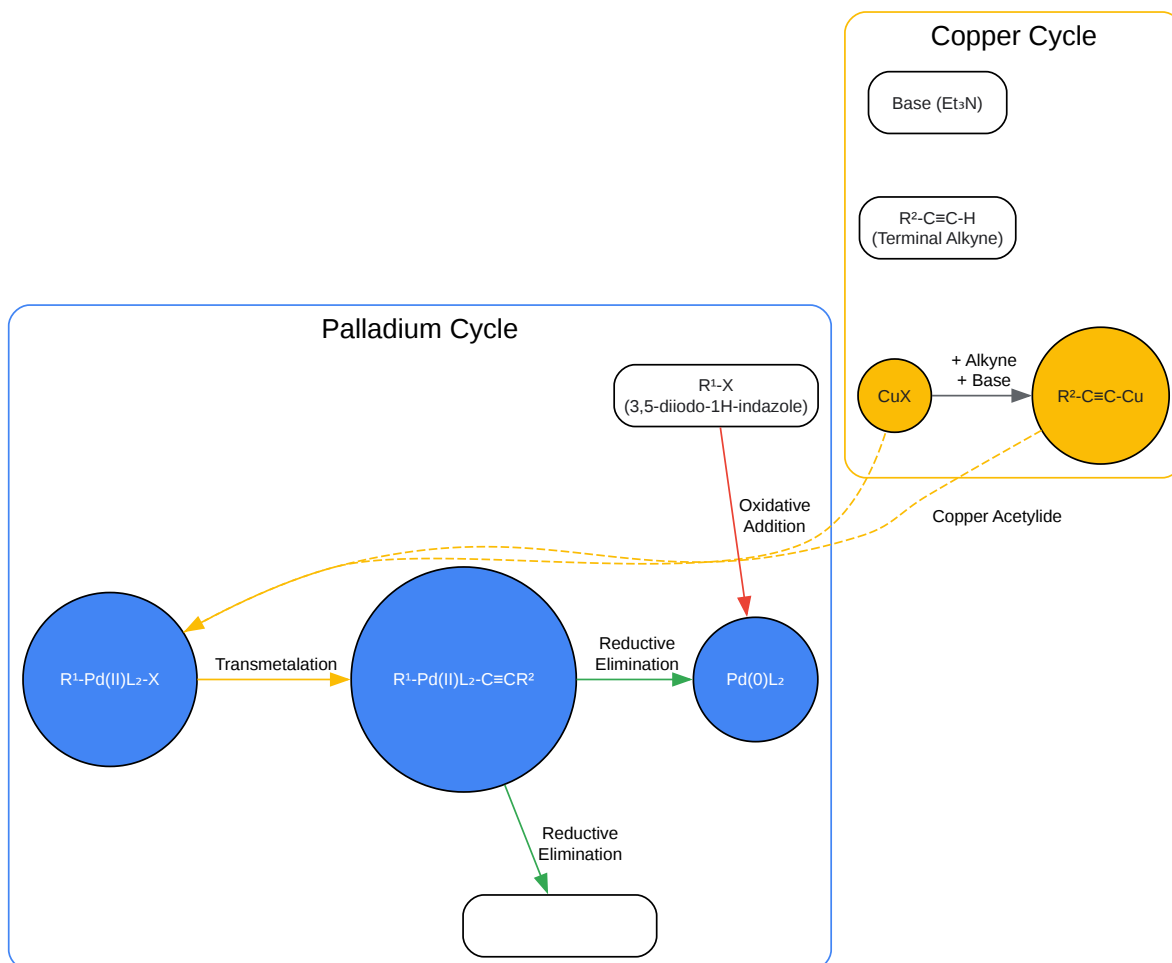 Copper Cycle
Base (Et₃N)
R²-C≡C-H
(Terminal Alkyne)
Palladium Cycle
R¹-X
(3,5-diiodo-1H-indazole)
+ Alkyne
+ Base
CuX
R²-C≡C-Cu
Oxidative
Addition
Copper Acetylide
R¹-Pd(II)L₂-X
Transmetalation
R¹-Pd(II)L₂-C≡CR²
Reductive
Elimination
Pd(0)L₂
Reductive
Elimination